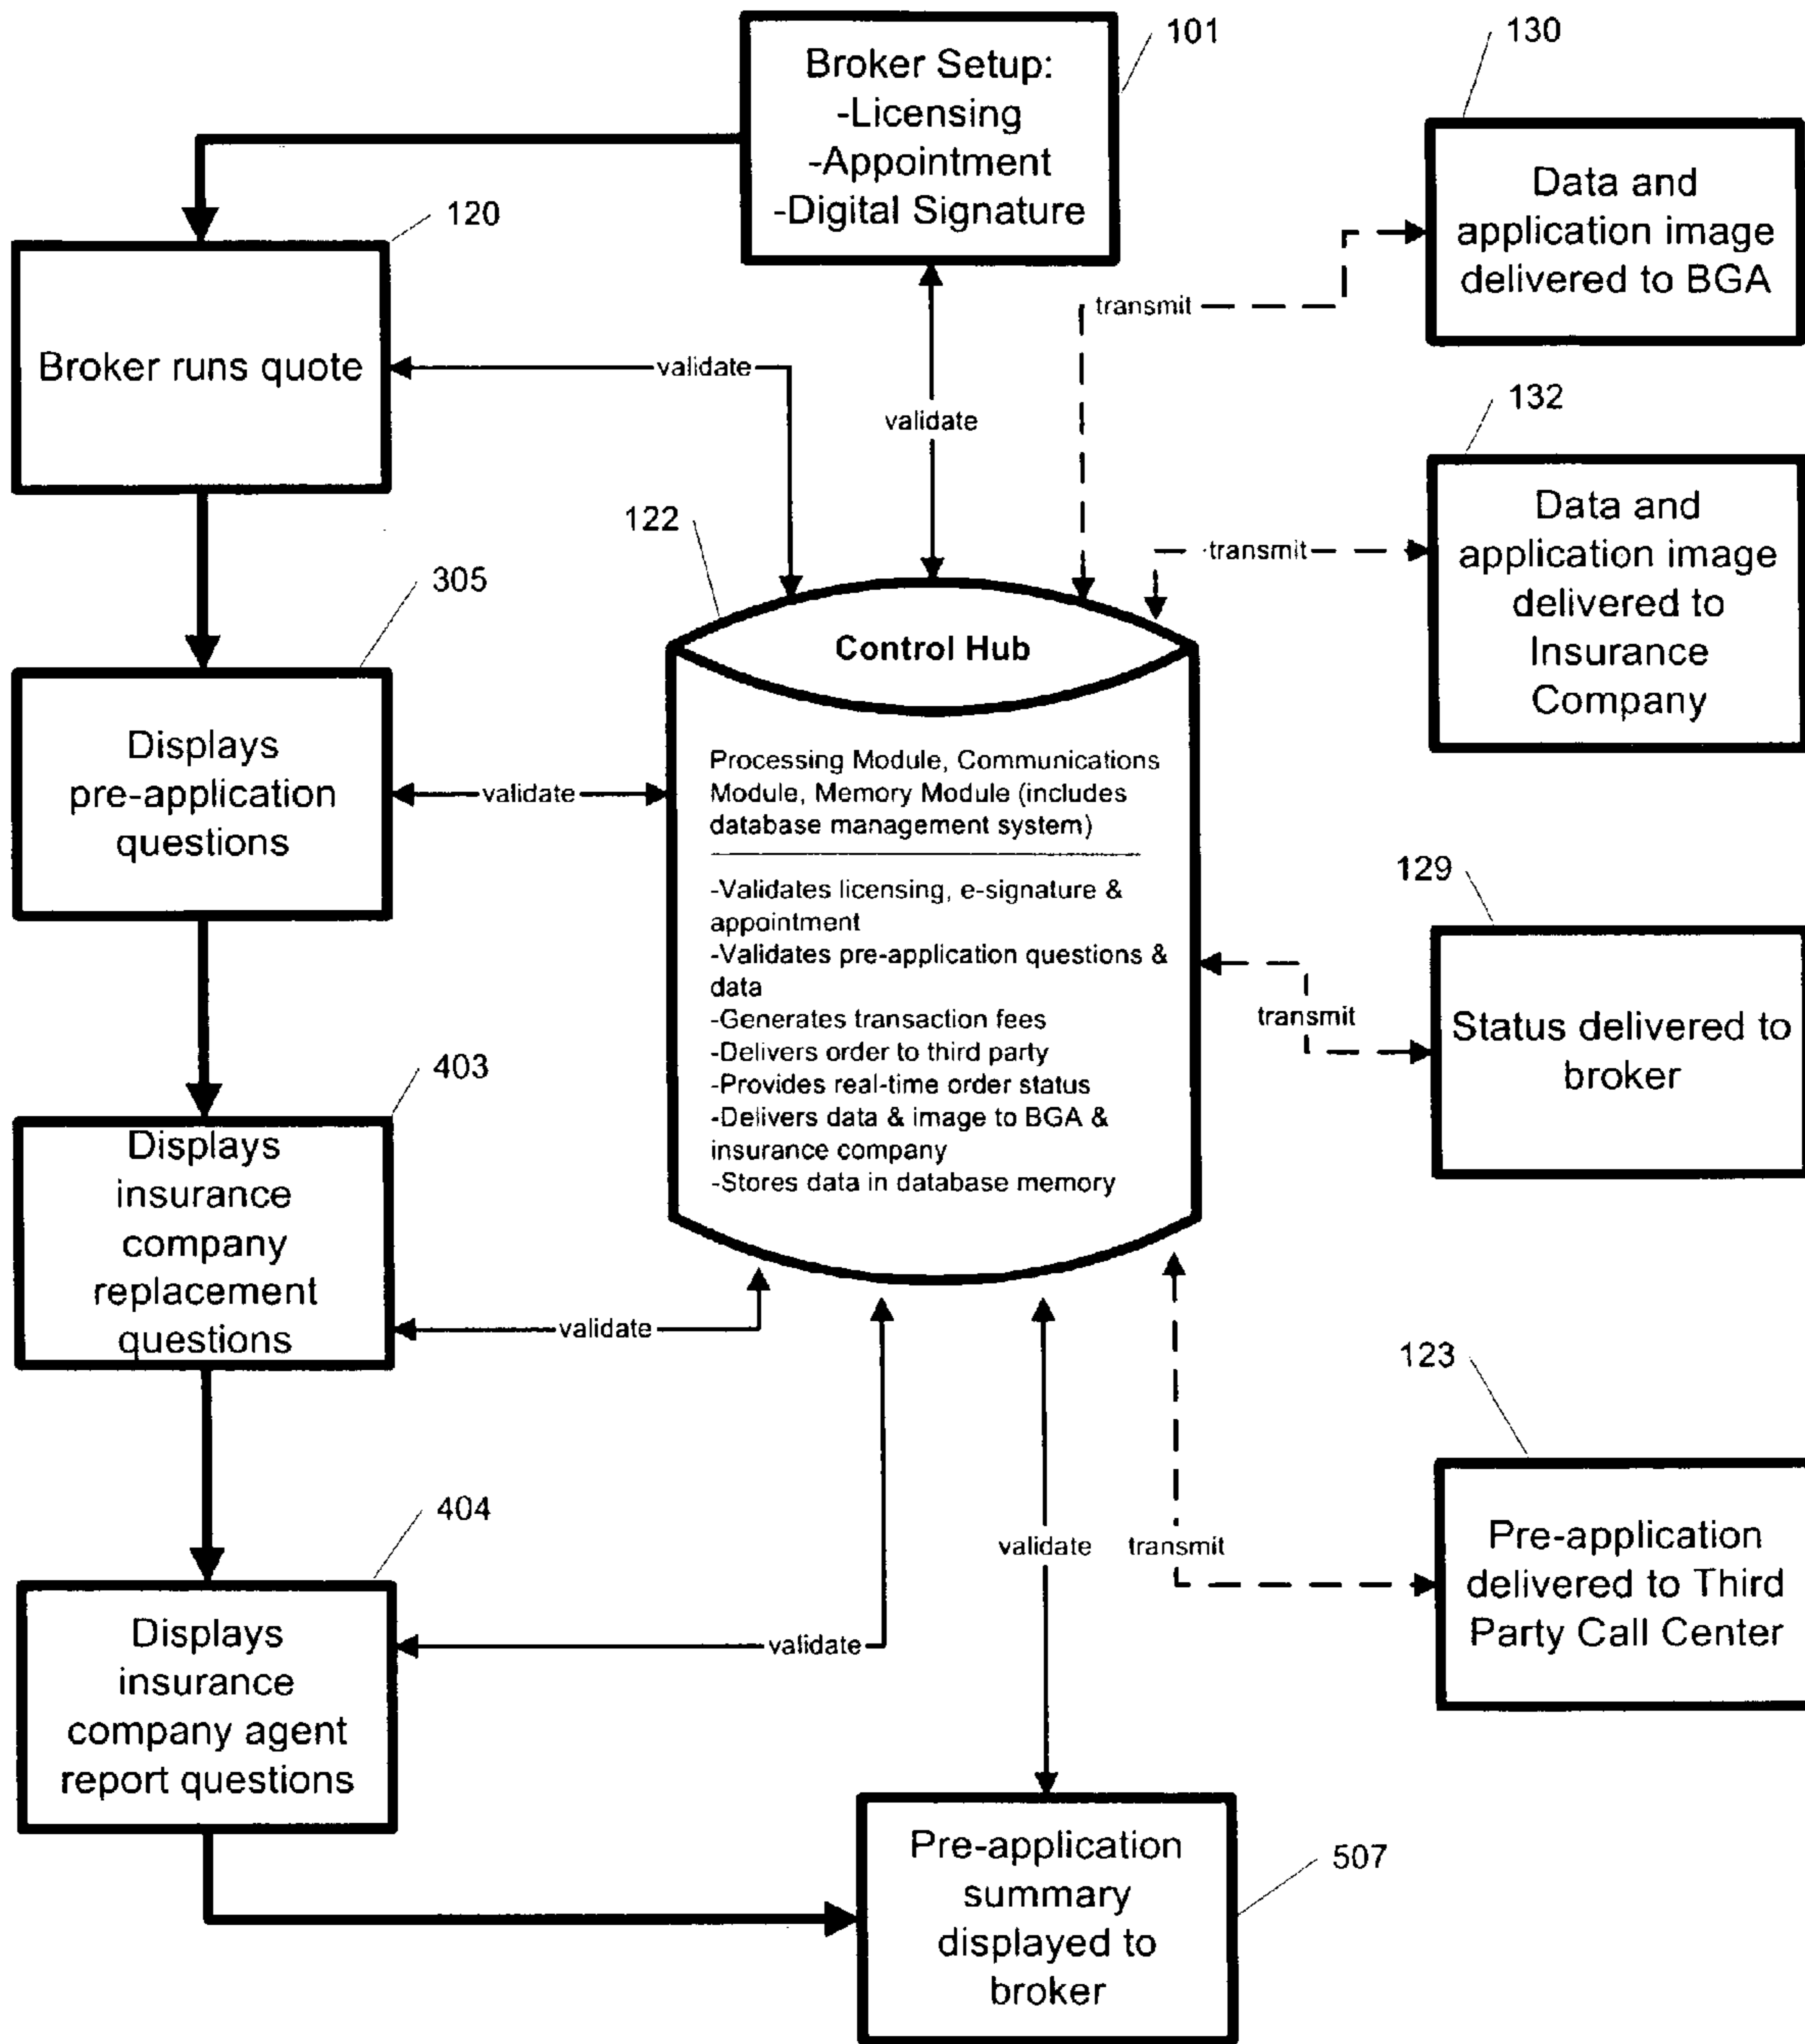 101
Broker Setup:
-Licensing
-Appointment
-Digital Signature
130
Data and
application image
delivered to BGA
120
Broker runs quote
validate
validate
transmit
132
Data and
application image
delivered to
Insurance
Company
transmit
122
305
Displays
pre-application
questions
validate
Control Hub
Processing Module, Communications
Module, Memory Module (includes
database management system)
-Validates licensing, e-signature &
appointment
-Validates pre-application questions &
data
-Generates transaction fees
-Delivers order to third party
-Provides real-time order status
-Delivers data & image to BGA &
insurance company
-Stores data in database memory
129
Status delivered to
broker
transmit
403
Displays
insurance
company
replacement
questions
validate
123
Pre-application
delivered to Third
Party Call Center
validate
transmit
404
Displays
insurance
company agent
report questions
validate
507
Pre-application
summary
displayed to
broker